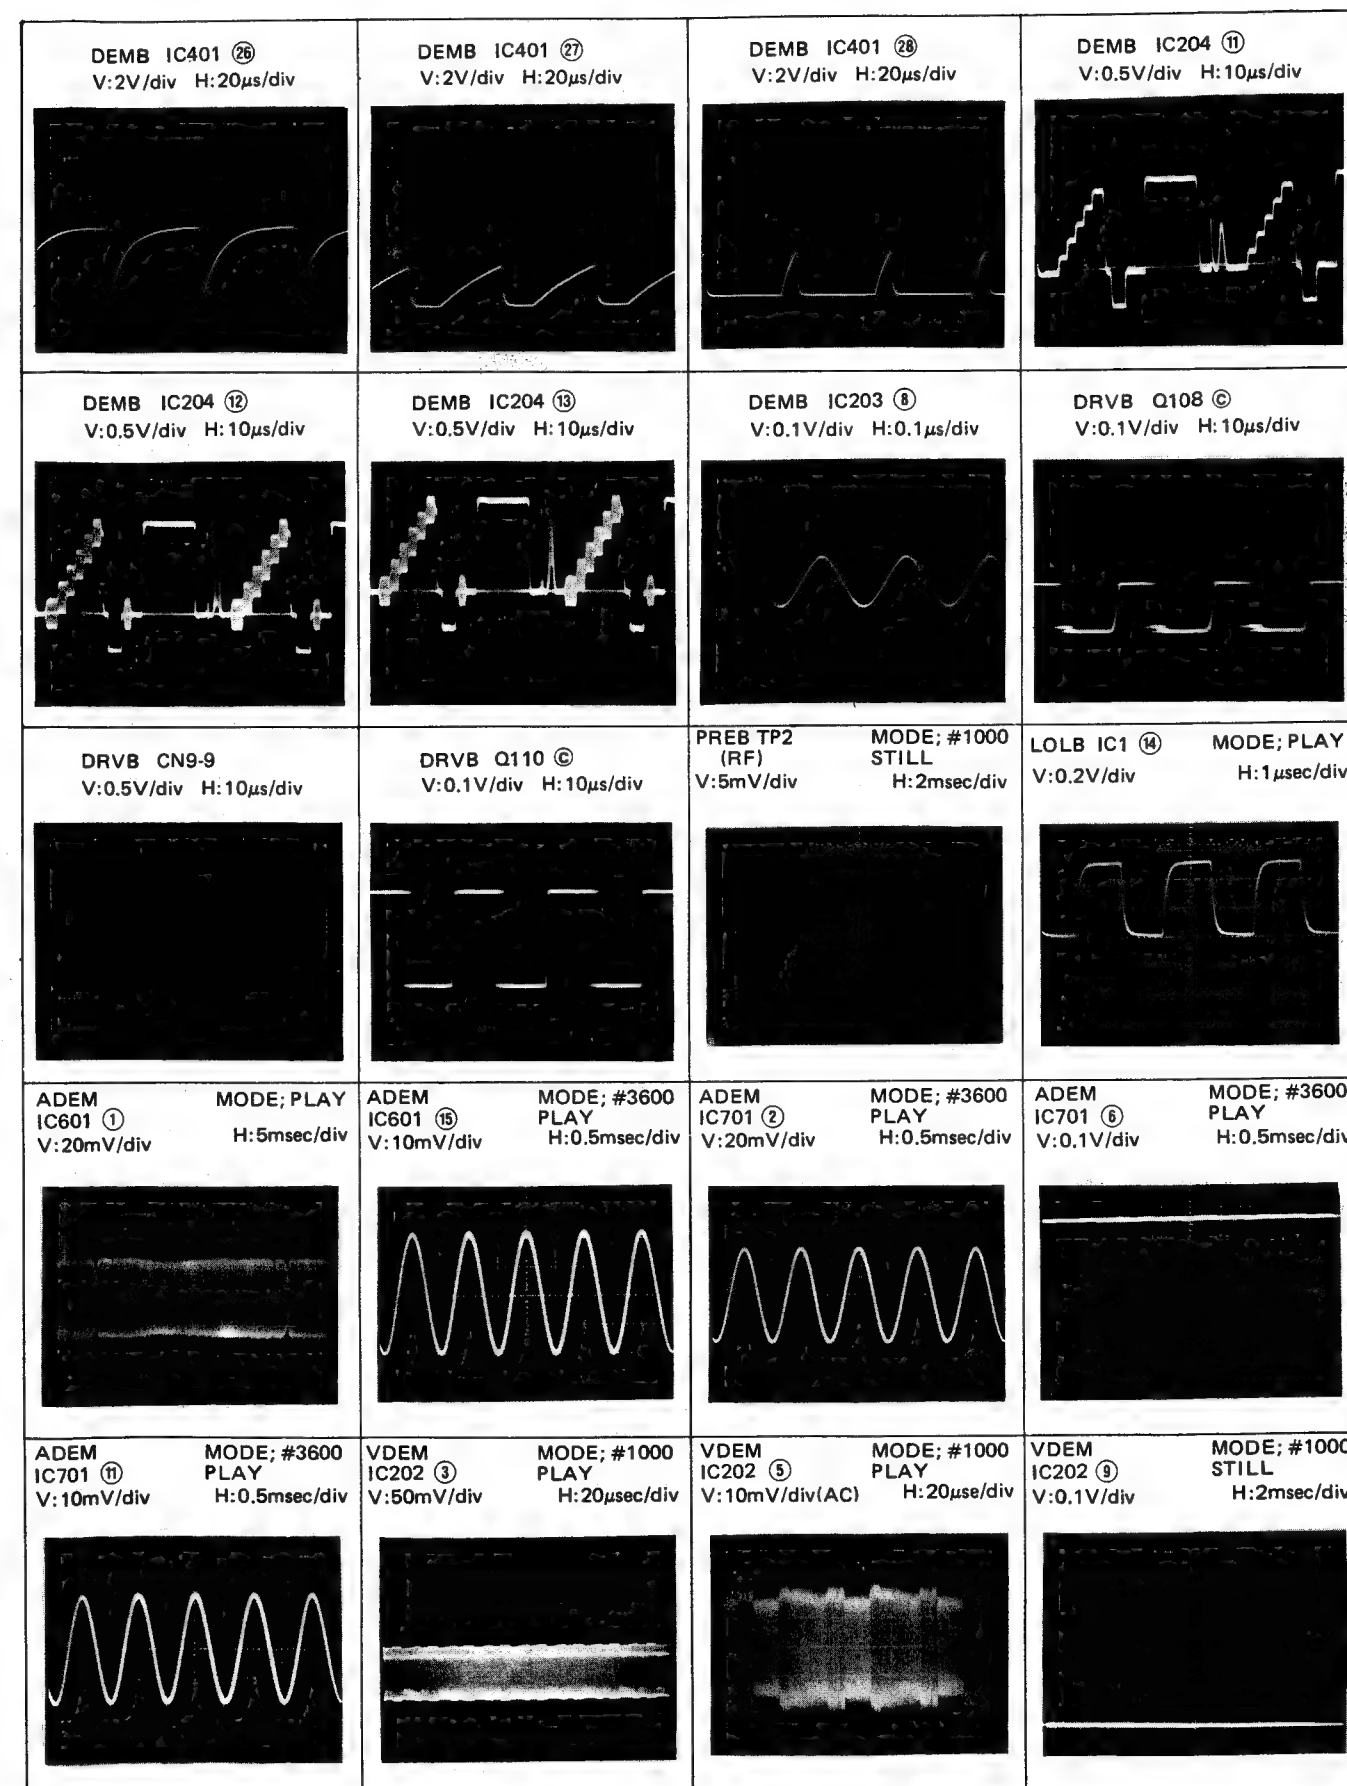 DEMB IC401 ㉖
V:2V/div H:20μs/div
DEMB IC401 ㉗
V:2V/div H:20μs/div
DEMB IC401 ㉘
V:2V/div H:20μs/div
DEMB IC204 ⑪
V:0.5V/div H:10μs/div
DEMB IC204 ⑫
V:0.5V/div H:10μs/div
DEMB IC204 ⑬
V:0.5V/div H:10μs/div
DEMB IC203 ⑧
V:0.1V/div H:0.1μs/div
DRVB Q108 Ⓒ
V:0.1V/div H:10μs/div
DRVB CN9-9
V:0.5V/div H:10μs/div
DRVB Q110 Ⓒ
V:0.1V/div H:10μs/div
PREB TP2 MODE; #1000
(RF) STILL
V:5mV/div H:2msec/div
LOLB IC1 ⑭ MODE; PLAY
V:0.2V/div H:1μsec/div
ADEM MODE; PLAY
IC601 ①
V:20mV/div H:5msec/div
ADEM MODE; #3600
IC601 ⑮ PLAY
V:10mV/div H:0.5msec/div
ADEM MODE; #3600
IC701 ② PLAY
V:20mV/div H:0.5msec/div
ADEM MODE; #3600
IC701 ⑥ PLAY
V:0.1V/div H:0.5msec/div
ADEM MODE; #3600
IC701 ⑪ PLAY
V:10mV/div H:0.5msec/div
VDEM MODE; #1000
IC202 ③ PLAY
V:50mV/div H:20μsec/div
VDEM MODE; #1000
IC202 ⑤ PLAY
V:10mV/div(AC) H:20μse/div
VDEM MODE; #1000
IC202 ⑨ STILL
V:0.1V/div H:2msec/div